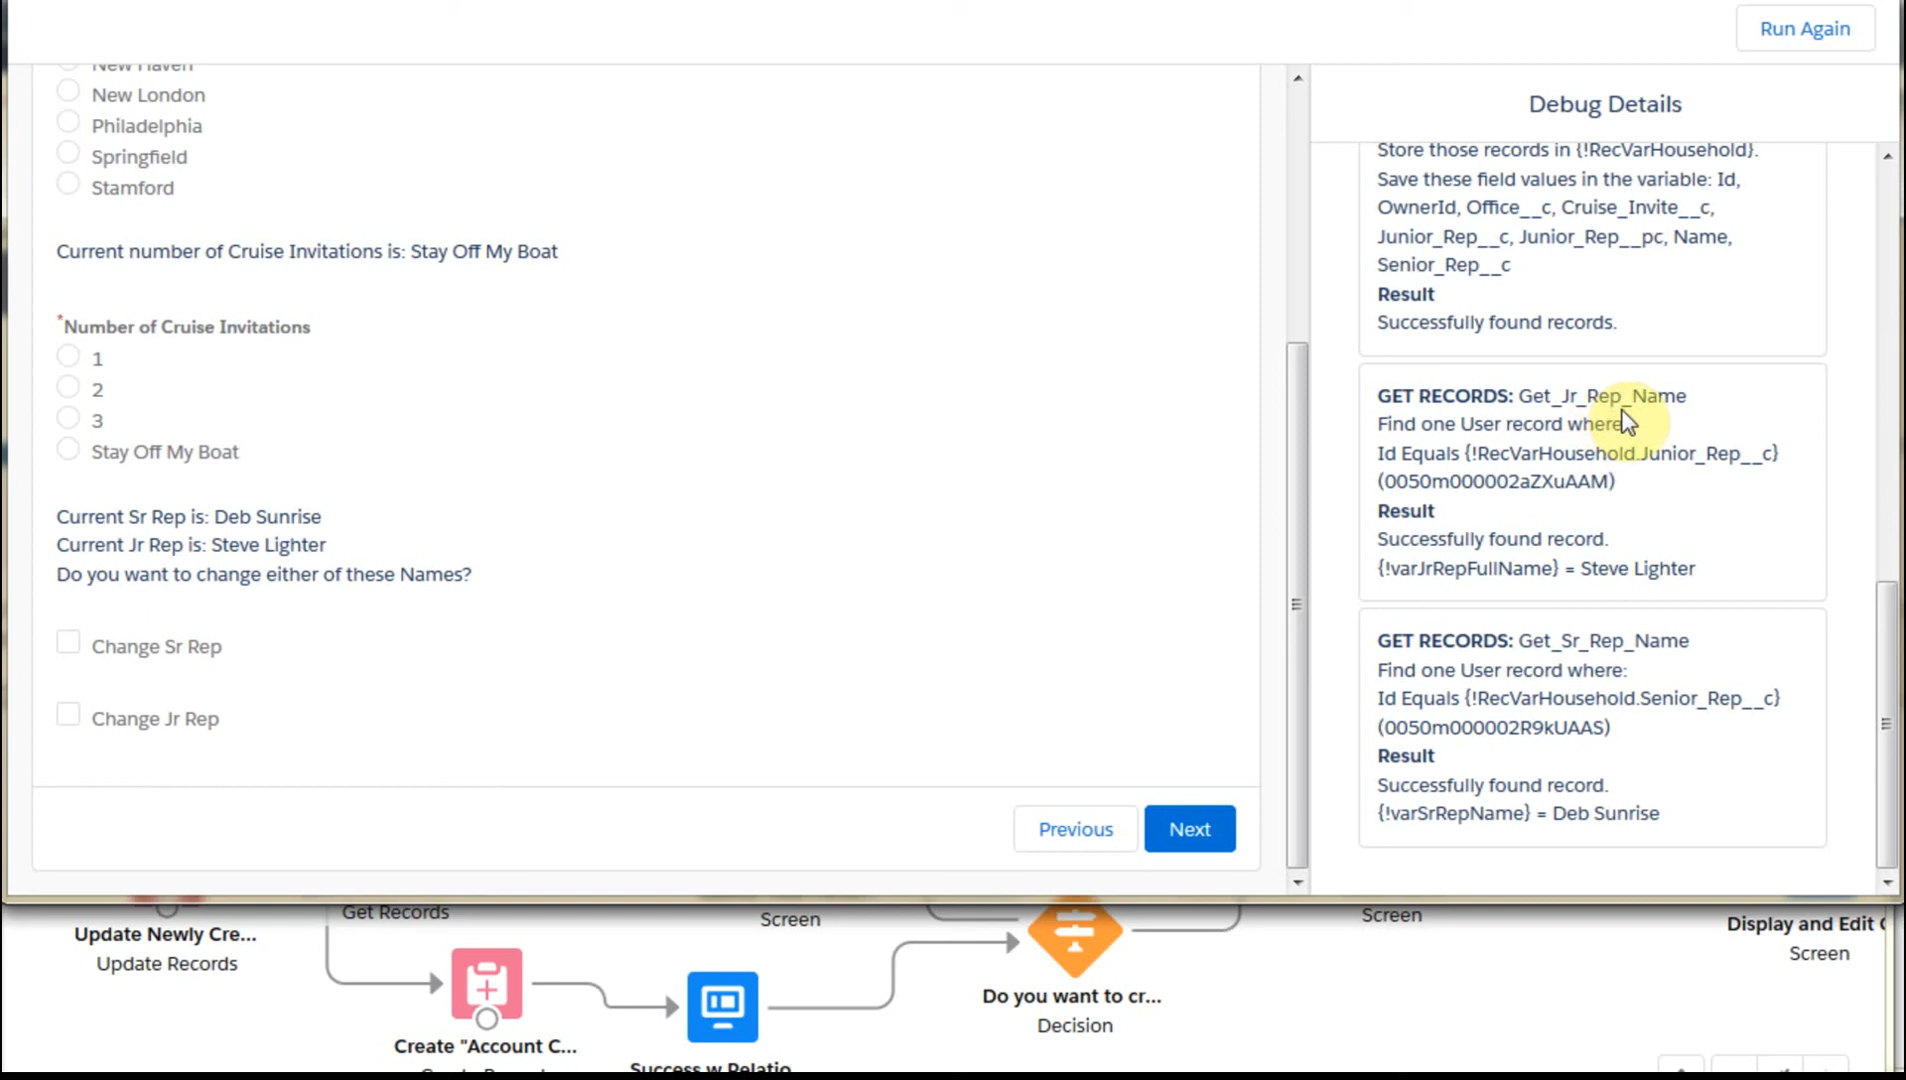 Run Again
New Haven
New London
Philadelphia
Springfield
Stamford
Current number of Cruise Invitations is: Stay Off My Boat
*Number of Cruise Invitations
1
2
3
Stay Off My Boat
Current Sr Rep is: Deb Sunrise
Current Jr Rep is: Steve Lighter
Do you want to change either of these Names?
Change Sr Rep
Change Jr Rep
Previous
Next
Debug Details
Store those records in {!RecVarHousehold}.
Save these field values in the variable: Id,
OwnerId, Office__c, Cruise_Invite__c,
Junior_Rep__c, Junior_Rep__pc, Name,
Senior_Rep__c
Result
Successfully found records.
GET RECORDS: Get_Jr_Rep_Name
Find one User record where
Id Equals {!RecVarHousehold.Junior_Rep__c}
(0050m000002aZXuAAM)
Result
Successfully found record.
{!varJrRepFullName} = Steve Lighter
GET RECORDS: Get_Sr_Rep_Name
Find one User record where:
Id Equals {!RecVarHousehold.Senior_Rep__c}
(0050m000002R9kUAAS)
Result
Successfully found record.
{!varSrRepName} = Deb Sunrise
Update Newly Cre...
Update Records
Get Records
Create "Account C...
Screen
Success w Relatio
Do you want to cr...
Decision
Screen
Display and Edit
Screen